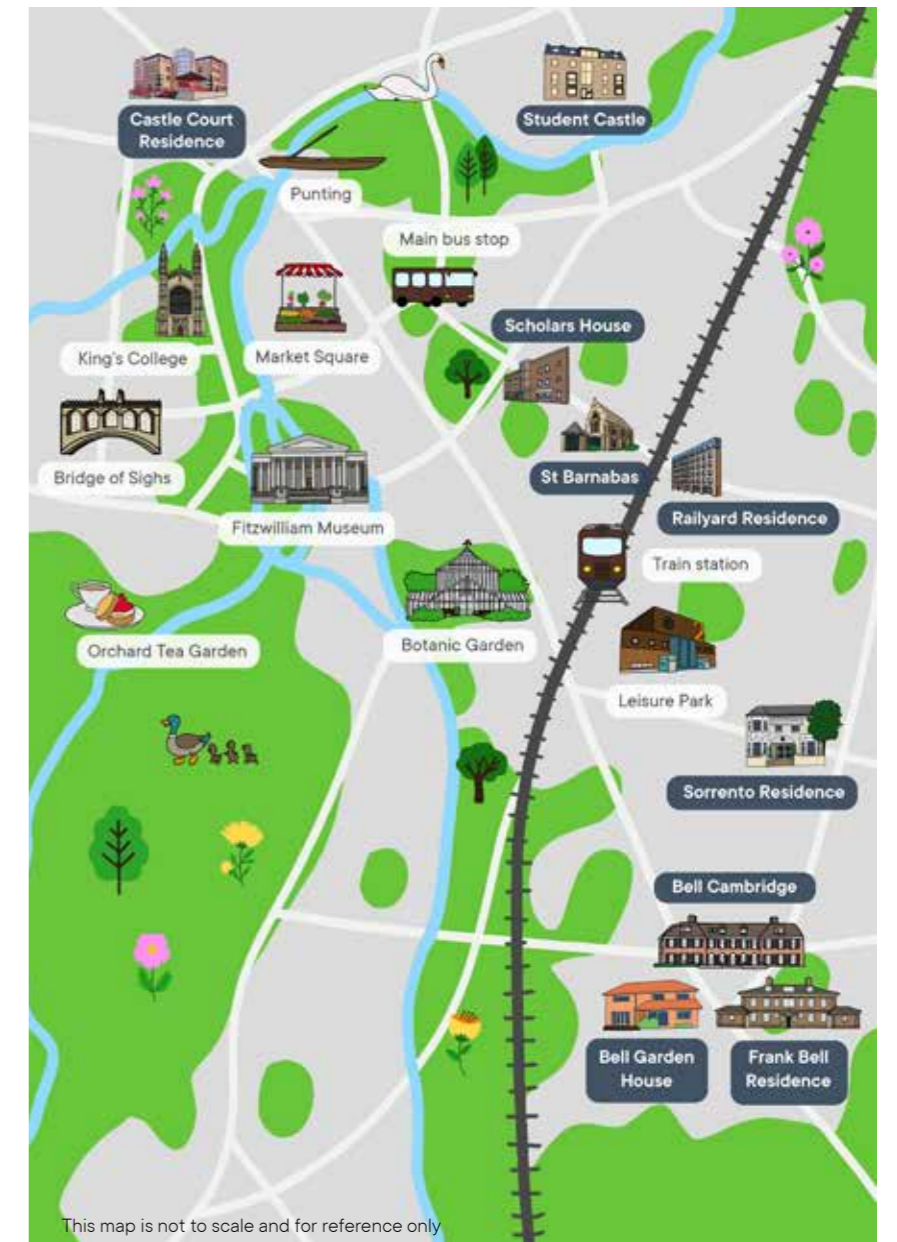 Castle Court
Residence
Student Castle
Punting
Main bus stop
Scholars House
King's College
Market Square
Bridge of Sighs
St Barnabas
Railyard Residence
Fitzwilliam Museum
Train station
Orchard Tea Garden
Botanic Garden
Leisure Park
Sorrento Residence
Bell Cambridge
Bell Garden
House
Frank Bell
Residence
This map is not to scale and for reference only